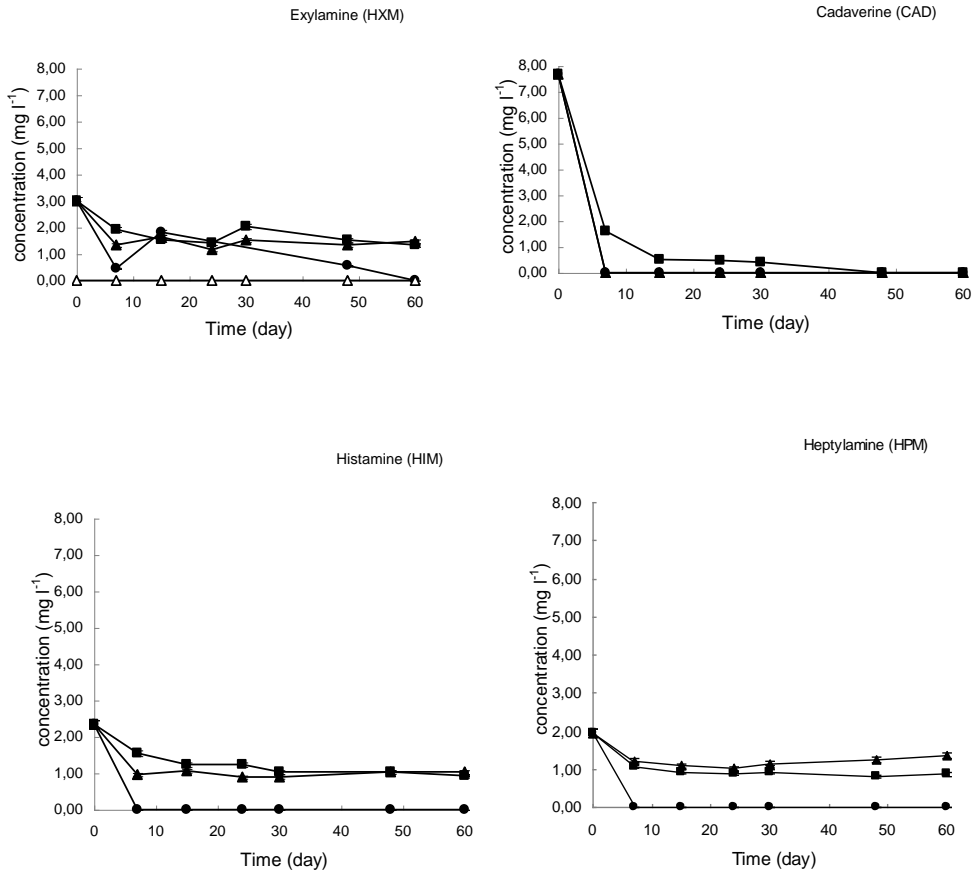 Exylamine (HXM)
8,00
7,00
6,00
5,00
4,00
3,00
2,00
1,00
0,00
concentration (mg l-1)
0 10 20 30 40 50 60
Time (day)
Cadaverine (CAD)
8,00
7,00
6,00
5,00
4,00
3,00
2,00
1,00
0,00
concentration (mg l-1)
0 10 20 30 40 50 60
Time (day)
Histamine (HIM)
8,00
7,00
6,00
5,00
4,00
3,00
2,00
1,00
0,00
concentration (mg l-1)
0 10 20 30 40 50 60
Time (day)
Heptylamine (HPM)
8,00
7,00
6,00
5,00
4,00
3,00
2,00
1,00
0,00
concentration (mg l-1)
0 10 20 30 40 50 60
Time (day)